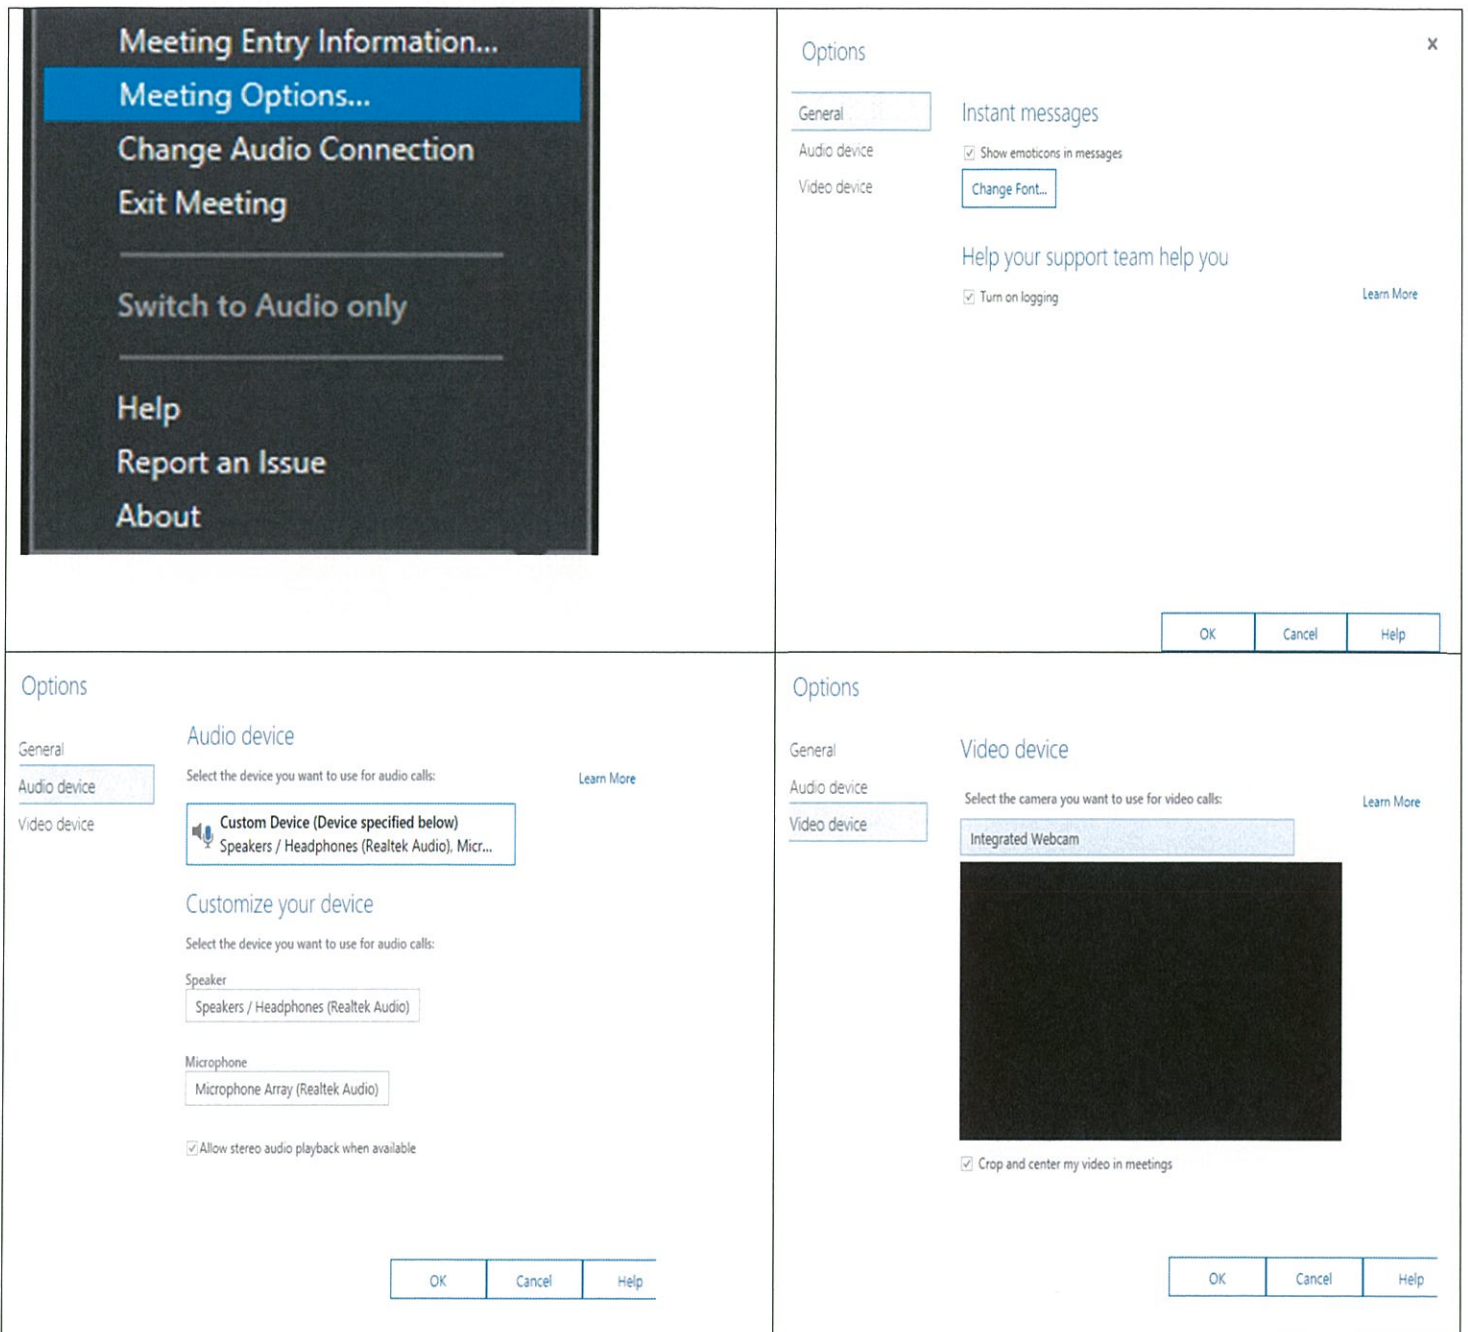 Meeting Entry Information...
Meeting Options...
Change Audio Connection
Exit Meeting
Switch to Audio only
Help
Report an Issue
About
Options
x
General
Audio device
Video device
Instant messages
Show emoticons in messages
Change Font...
Help your support team help you
Turn on logging
Learn More
OK
Cancel
Help
Options
General
Audio device
Video device
Audio device
Select the device you want to use for audio calls:
Learn More
Custom Device (Device specified below)
Speakers / Headphones (Realtek Audio), Micr...
Customize your device
Select the device you want to use for audio calls:
Speaker
Speakers / Headphones (Realtek Audio)
Microphone
Microphone Array (Realtek Audio)
Allow stereo audio playback when available
OK
Cancel
Help
Options
General
Audio device
Video device
Video device
Select the camera you want to use for video calls:
Learn More
Integrated Webcam
Crop and center my video in meetings
OK
Cancel
Help